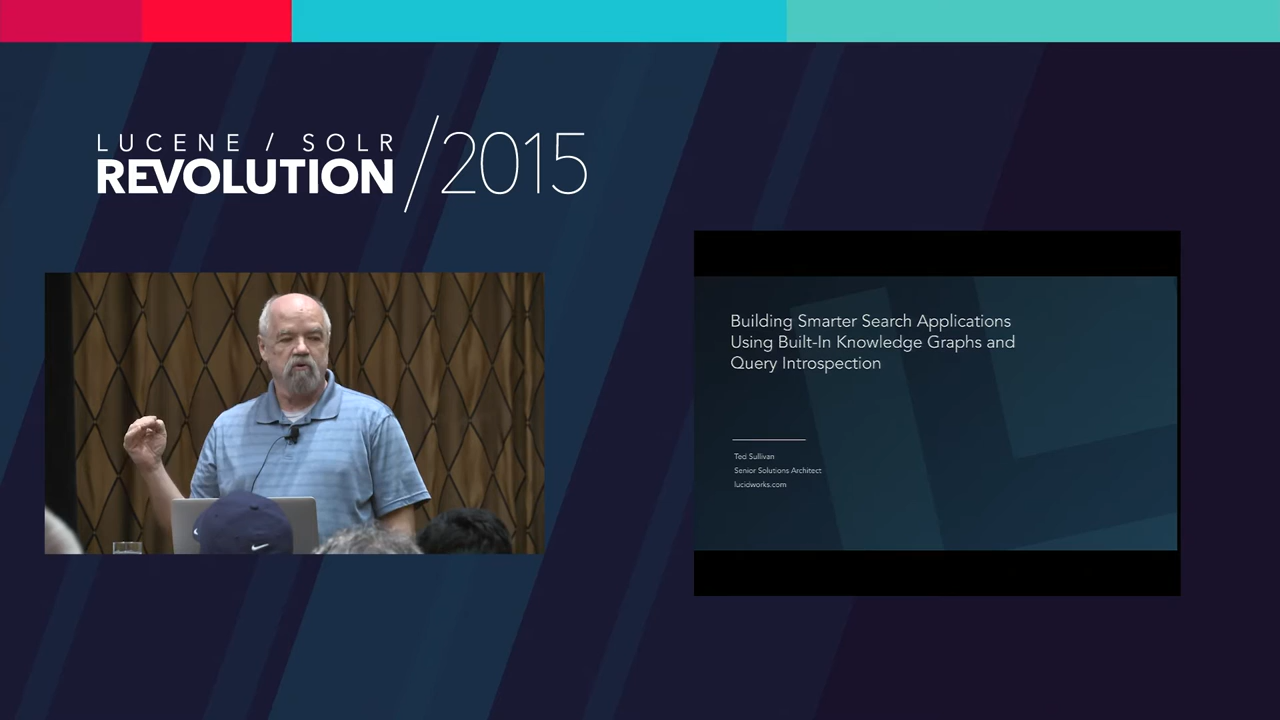 LUCENE / SOLR
REVOLUTION
/2015
Building Smarter Search Applications
Using Built-In Knowledge Graphs and
Query Introspection
Ted Sullivan
Senior Solutions Architect
lucidworks.com